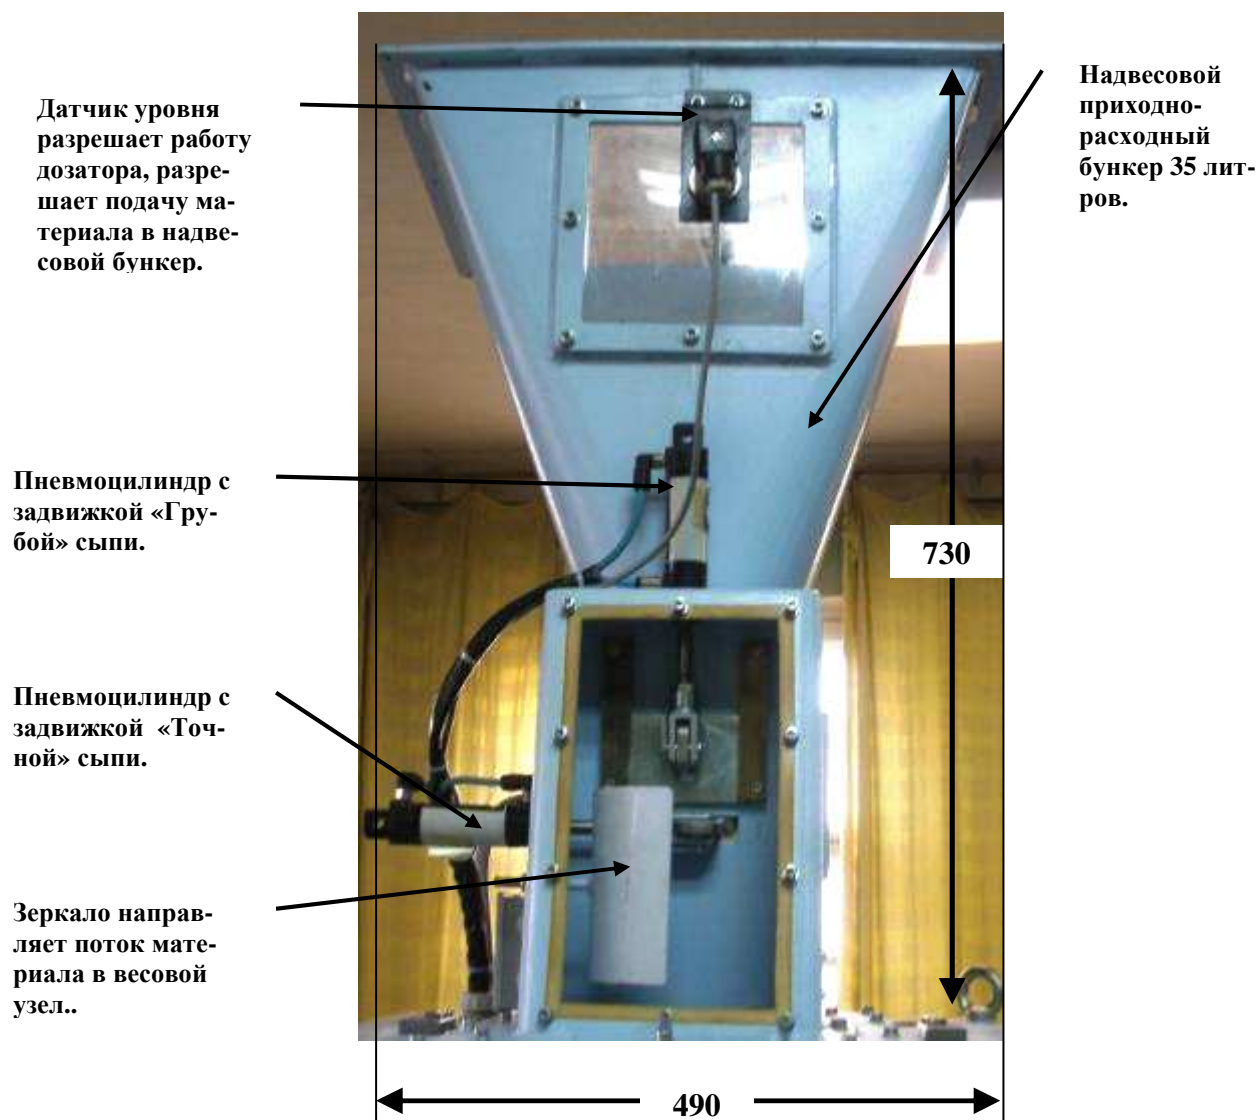 Датчик уровня
разрешает работу
дозатора, разре-
шает подачу ма-
териала в надве-
совой бункер.
Надвесовой
приходно-
расходный
бункер 35 лит-
ров.
Пневмоцилиндр с
задвижкой «Гру-
бой» сыпи.
730
Пневмоцилиндр с
задвижкой «Точ-
ной» сыпи.
Зеркало направ-
ляет поток мате-
риала в весовой
узел..
490